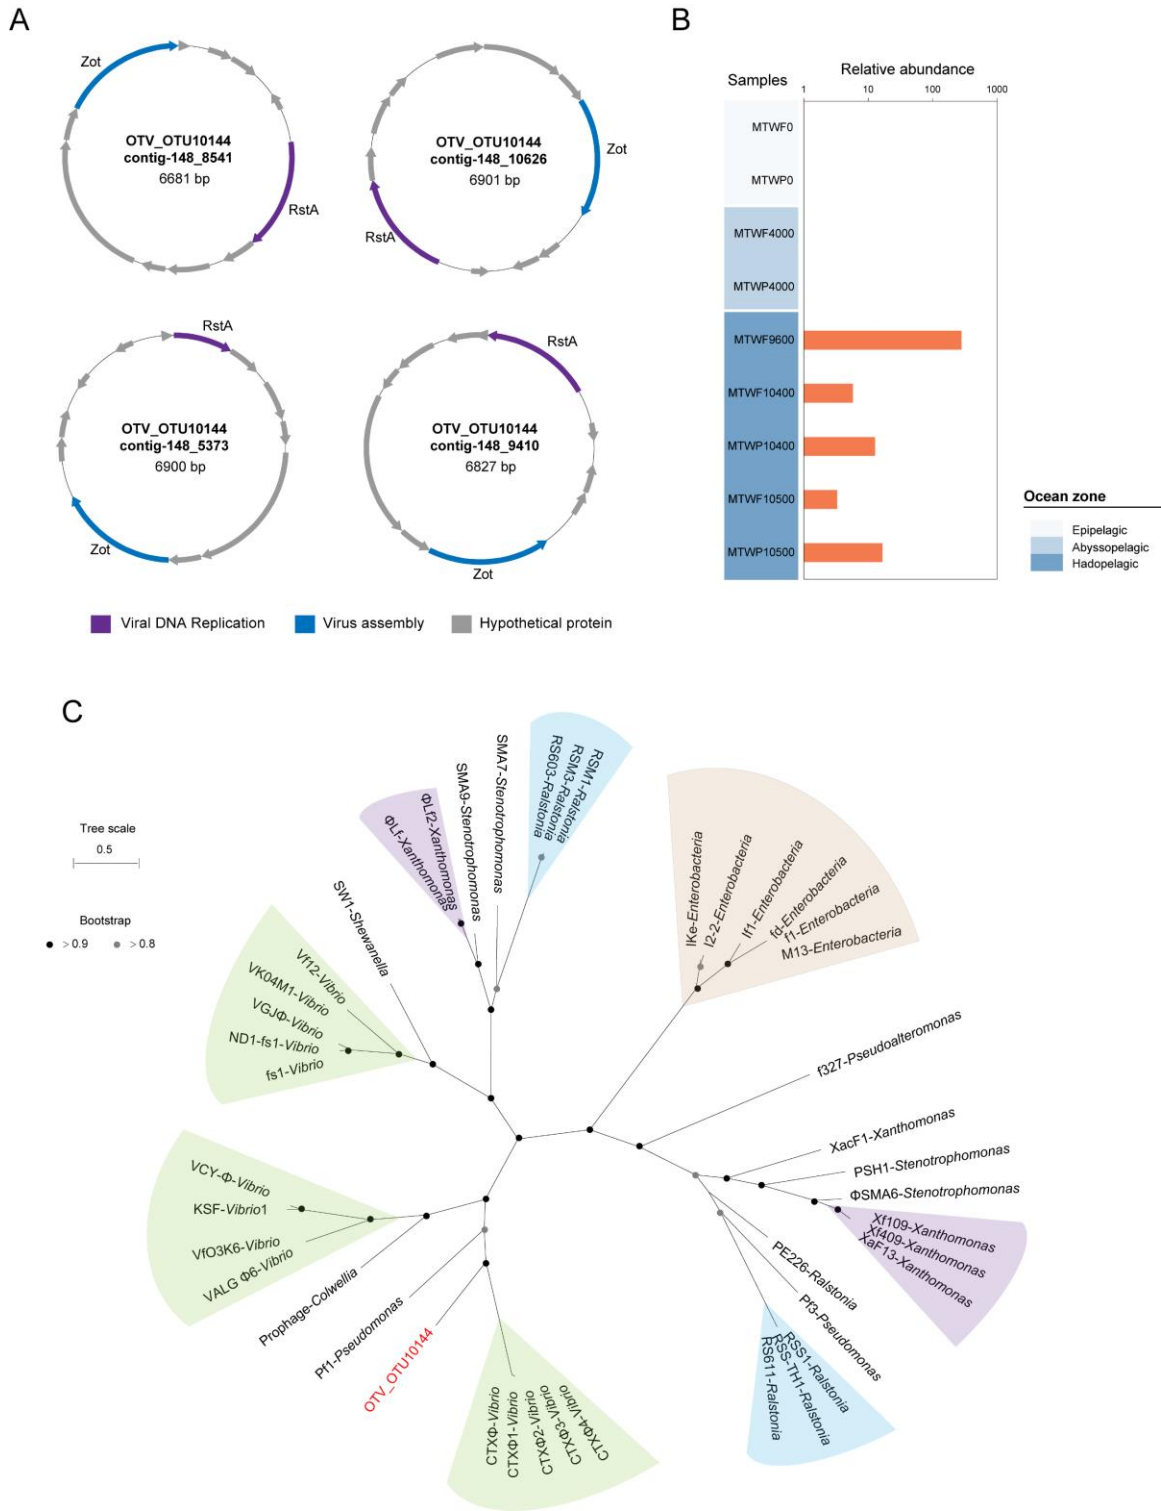 A
Zot
OTV_OTU10144
contig-148_8541
6681 bp
RstA
OTV_OTU10144
contig-148_10626
6901 bp
Zot
RstA
RstA
OTV_OTU10144
contig-148_5373
6900 bp
Zot
RstA
OTV_OTU10144
contig-148_9410
6827 bp
Zot
Viral DNA Replication
Virus assembly
Hypothetical protein
B
Samples
Relative abundance
1
10
100
1000
MTWF0
MTWP0
MTWF4000
MTWP4000
MTWF9600
MTWF10400
MTWP10400
MTWF10500
MTWP10500
Ocean zone
Epipelagic
Abyssopelagic
Hadopelagic
C
Tree scale
0.5
Bootstrap
>0.9
>0.8
ΦLf-Xanthomonas
ΦLf2-Xanthomonas
SMA9-Stenotrophomonas
SMA7-Stenotrophomonas
RS603-Ralstonia
RSM3-Ralstonia
RSM1-Ralstonia
IKe-Enterobacteria
I2-2-Enterobacteria
If1-Enterobacteria
fd-Enterobacteria
f1-Enterobacteria
M13-Enterobacteria
f327-Pseudoalteromonas
XacF1-Xanthomonas
PSH1-Stenotrophomonas
ΦSMA6-Stenotrophomonas
Xf109-Xanthomonas
Xf409-Xanthomonas
XaF13-Xanthomonas
PE226-Ralstonia
Pf3-Pseudomonas
RSS1-Ralstonia
RSS-TH1-Ralstonia
RS611-Ralstonia
CTXΦ4-Vibrio
CTXΦ3-Vibrio
CTXΦ2-Vibrio
CTXΦ1-Vibrio
CTXΦ-Vibrio
OTV_OTU10144
Pf1-Pseudomonas
Prophage-Colwellia
VALG Φ6-Vibrio
VfO3K6-Vibrio
KSF-Vibrio1
VCY-Φ-Vibrio
fs1-Vibrio
ND1-fs1-Vibrio
VGJΦ-Vibrio
VK04M1-Vibrio
Vf12-Vibrio
SW1-Shewanella